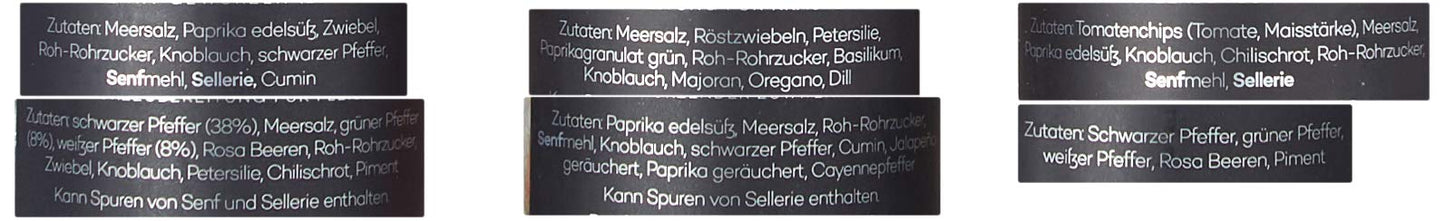 Zutaten: Meersalz, Paprika edelsüß, Zwiebel,
Roh-Rohrzucker, Knoblauch, schwarzer Pfeffer,
Senfmehl, Sellerie, Cumin
Zutaten: schwarzer Pfeffer (38%), Meersalz, grüner Pfeffer
(8%), weißer Pfeffer (8%), Rosa Beeren, Roh-Rohrzucker,
Zwiebel, Knoblauch, Petersilie, Chilischrot, Piment
Kann Spuren von Senf und Sellerie enthalten
Zutaten: Meersalz, Röstzwiebeln, Petersilie,
Paprikagranulat grün, Roh-Rohrzucker, Basilikum,
Knoblauch, Majoran, Oregano, Dill
Zutaten: Paprika edelsüß, Meersalz, Roh-Rohrzucker,
Senfmehl, Knoblauch, schwarzer Pfeffer, Cumin, Jalapeño
geräuchert, Paprika geräuchert, Cayennepfeffer
Kann Spuren von Sellerie enthalten
Zutaten: Tomatenchips (Tomate, Maisstärke), Meersalz,
Paprika edelsüß, Knoblauch, Chilischrot, Roh-Rohrzucker,
Senfmehl, Sellerie
Zutaten: Schwarzer Pfeffer, grüner Pfeffer,
weißer Pfeffer, Rosa Beeren, Piment